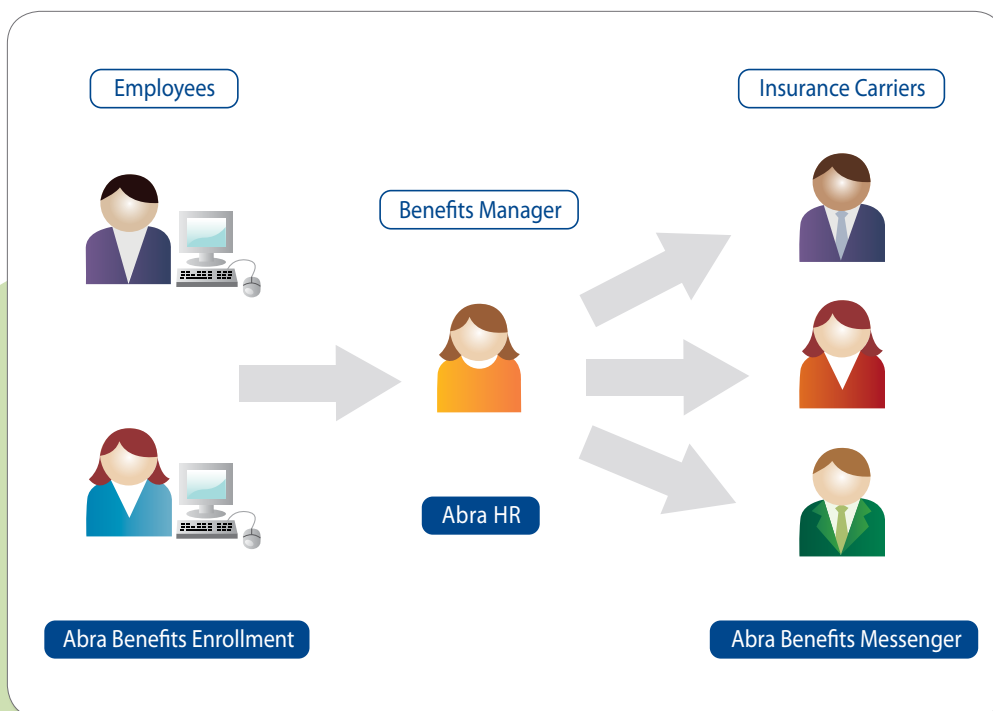 Employees
Insurance Carriers
Benefits Manager
Abra HR
Abra Benefits Enrollment
Abra Benefits Messenger